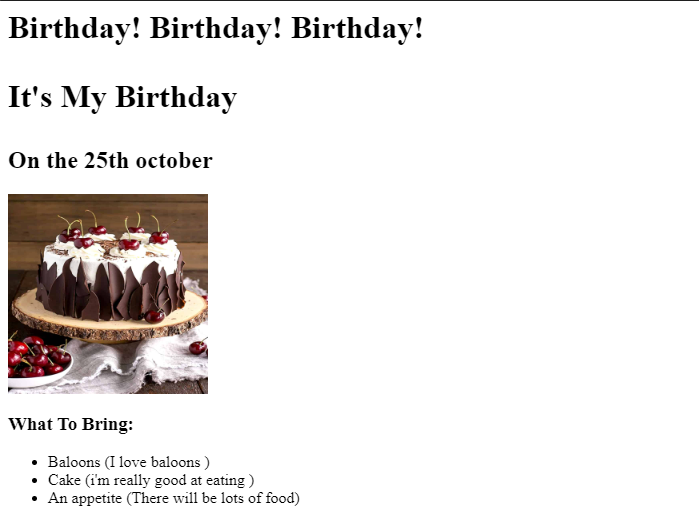 Birthday! Birthday! Birthday!
It's My Birthday
On the 25th october
What To Bring:
Baloons (I love baloons )
Cake (i'm really good at eating )
An appetite (There will be lots of food)